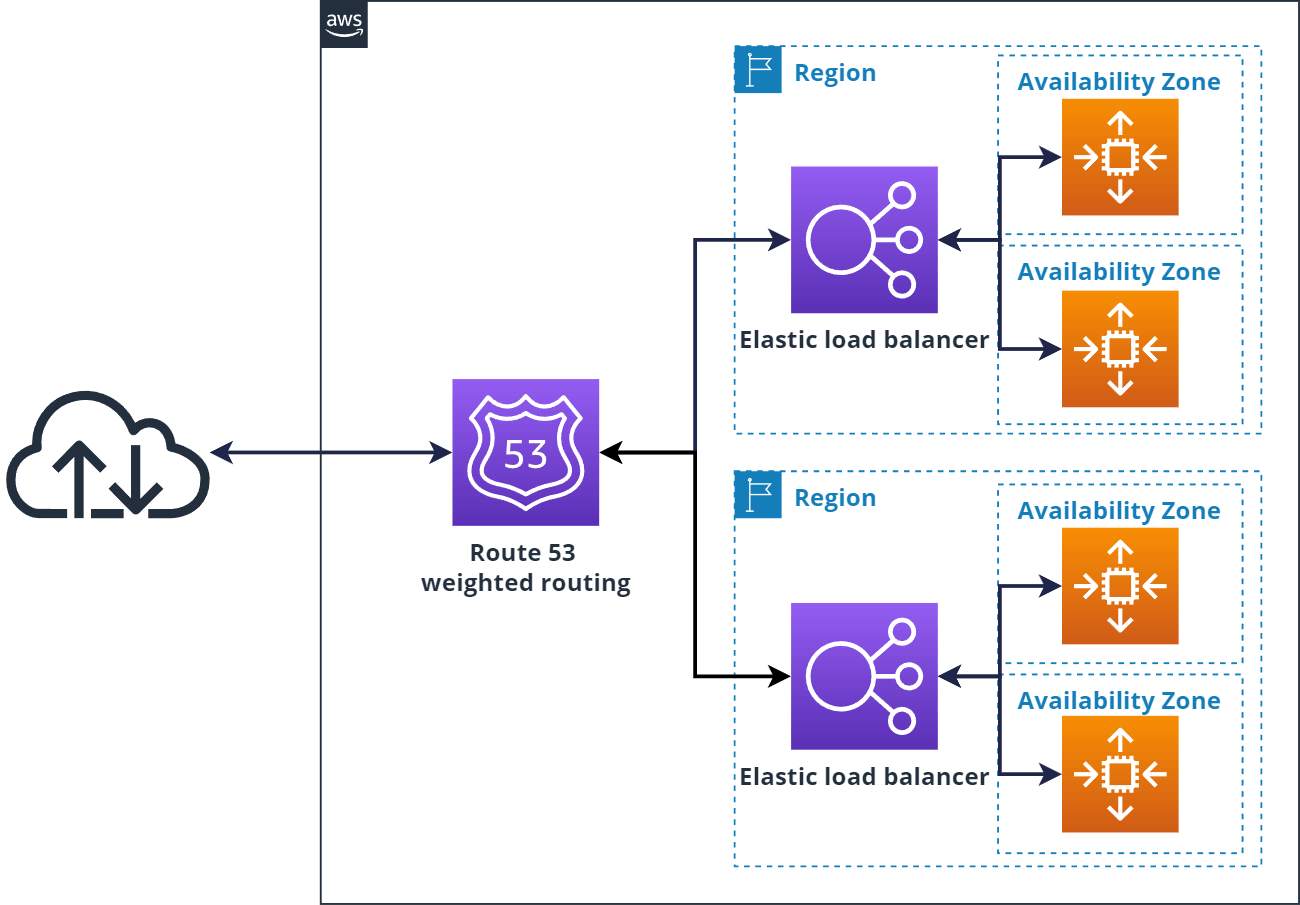 aws
Region
Availability Zone
Availability Zone
Elastic load balancer
53
Route 53
weighted routing
Region
Availability Zone
Availability Zone
Elastic load balancer